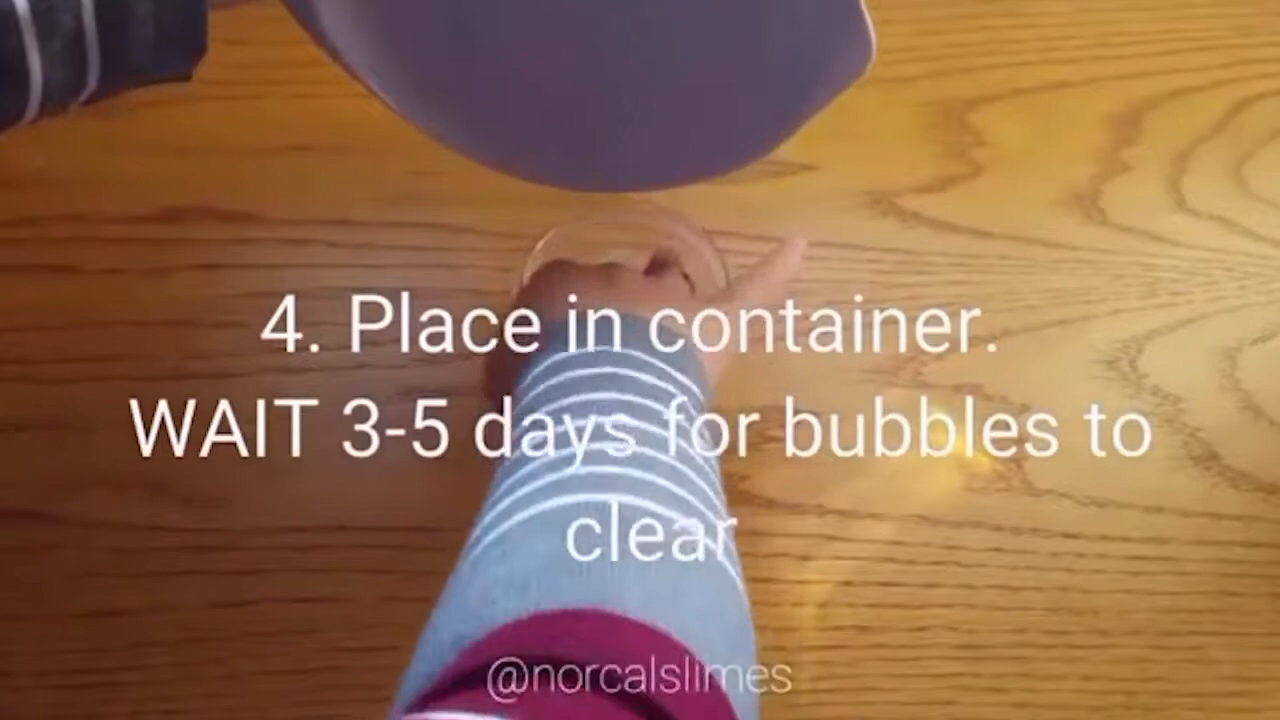 4. Place in container.
WAIT 3-5 days for bubbles to
clear
@norcalslimes